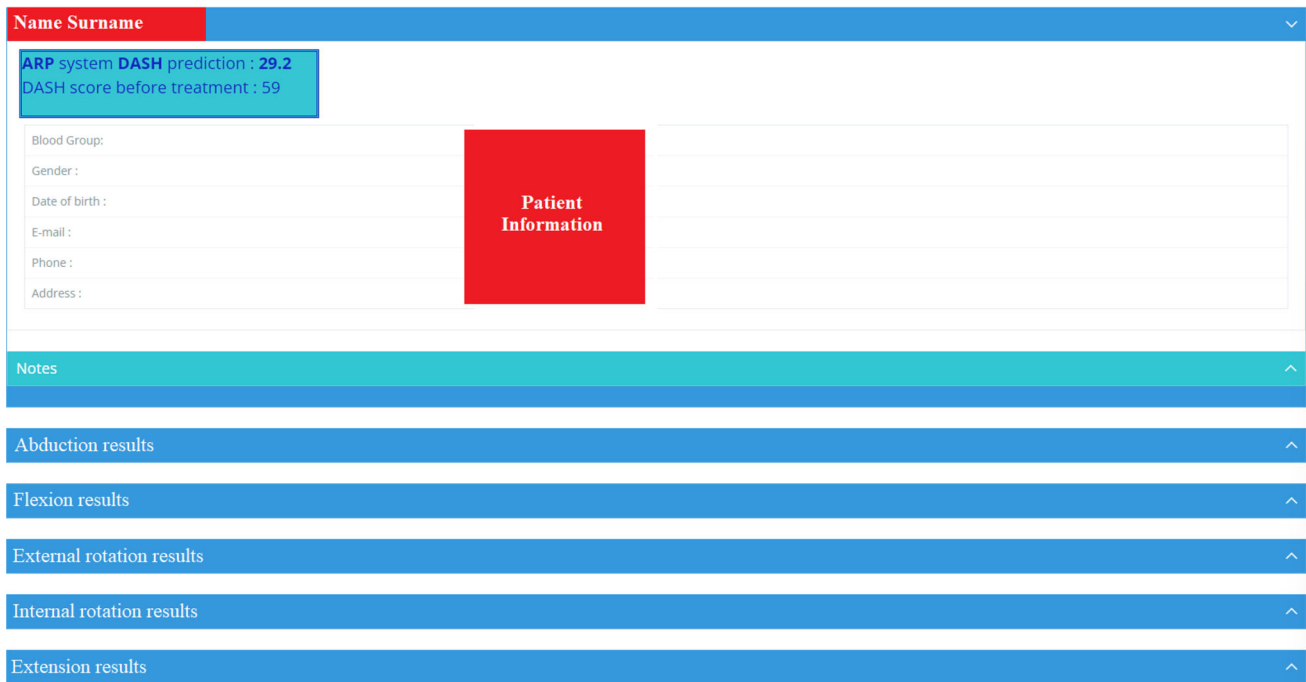 Name Surname
ARP system DASH prediction : 29.2
DASH score before treatment : 59
Blood Group:
Gender :
Date of birth :
E-mail :
Phone :
Address :
Patient
Information
Notes
Abduction results
Flexion results
External rotation results
Internal rotation results
Extension results